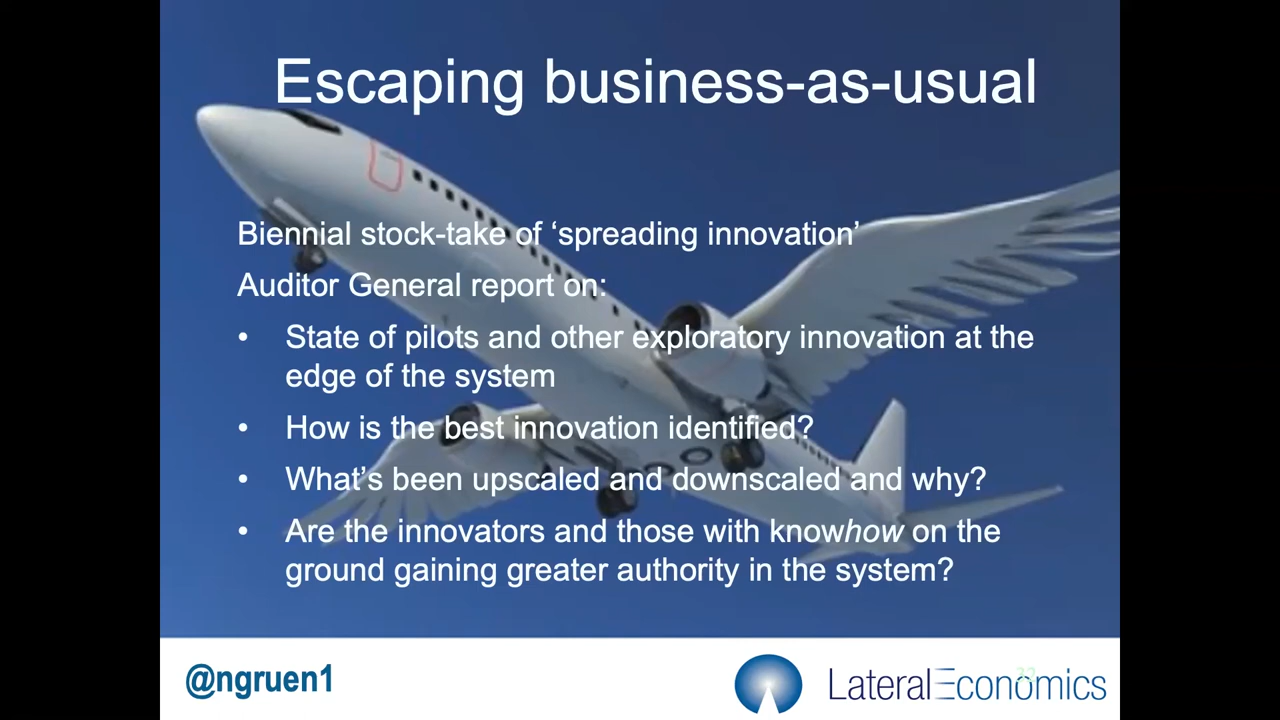 Escaping business-as-usual
Biennial stock-take of ‘spreading innovation’
Auditor General report on:
• State of pilots and other exploratory innovation at the
edge of the system
• How is the best innovation identified?
• What’s been upscaled and downscaled and why?
• Are the innovators and those with knowhow on the
ground gaining greater authority in the system?
@ngruen1
LateralEconomics
32